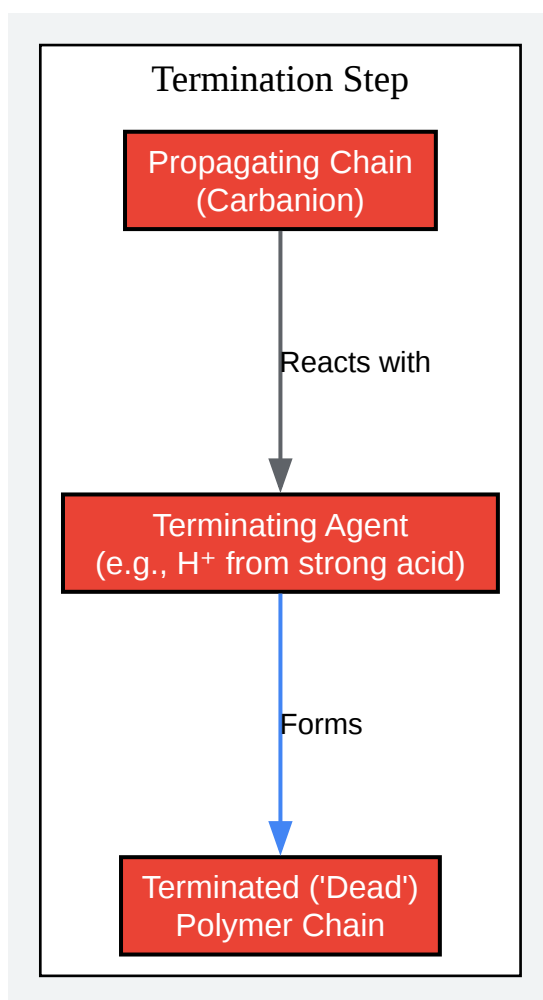 Termination Step
Propagating Chain
(Carbanion)
Reacts with
Terminating Agent
(e.g., H⁺ from strong acid)
Forms
Terminated ('Dead')
Polymer Chain